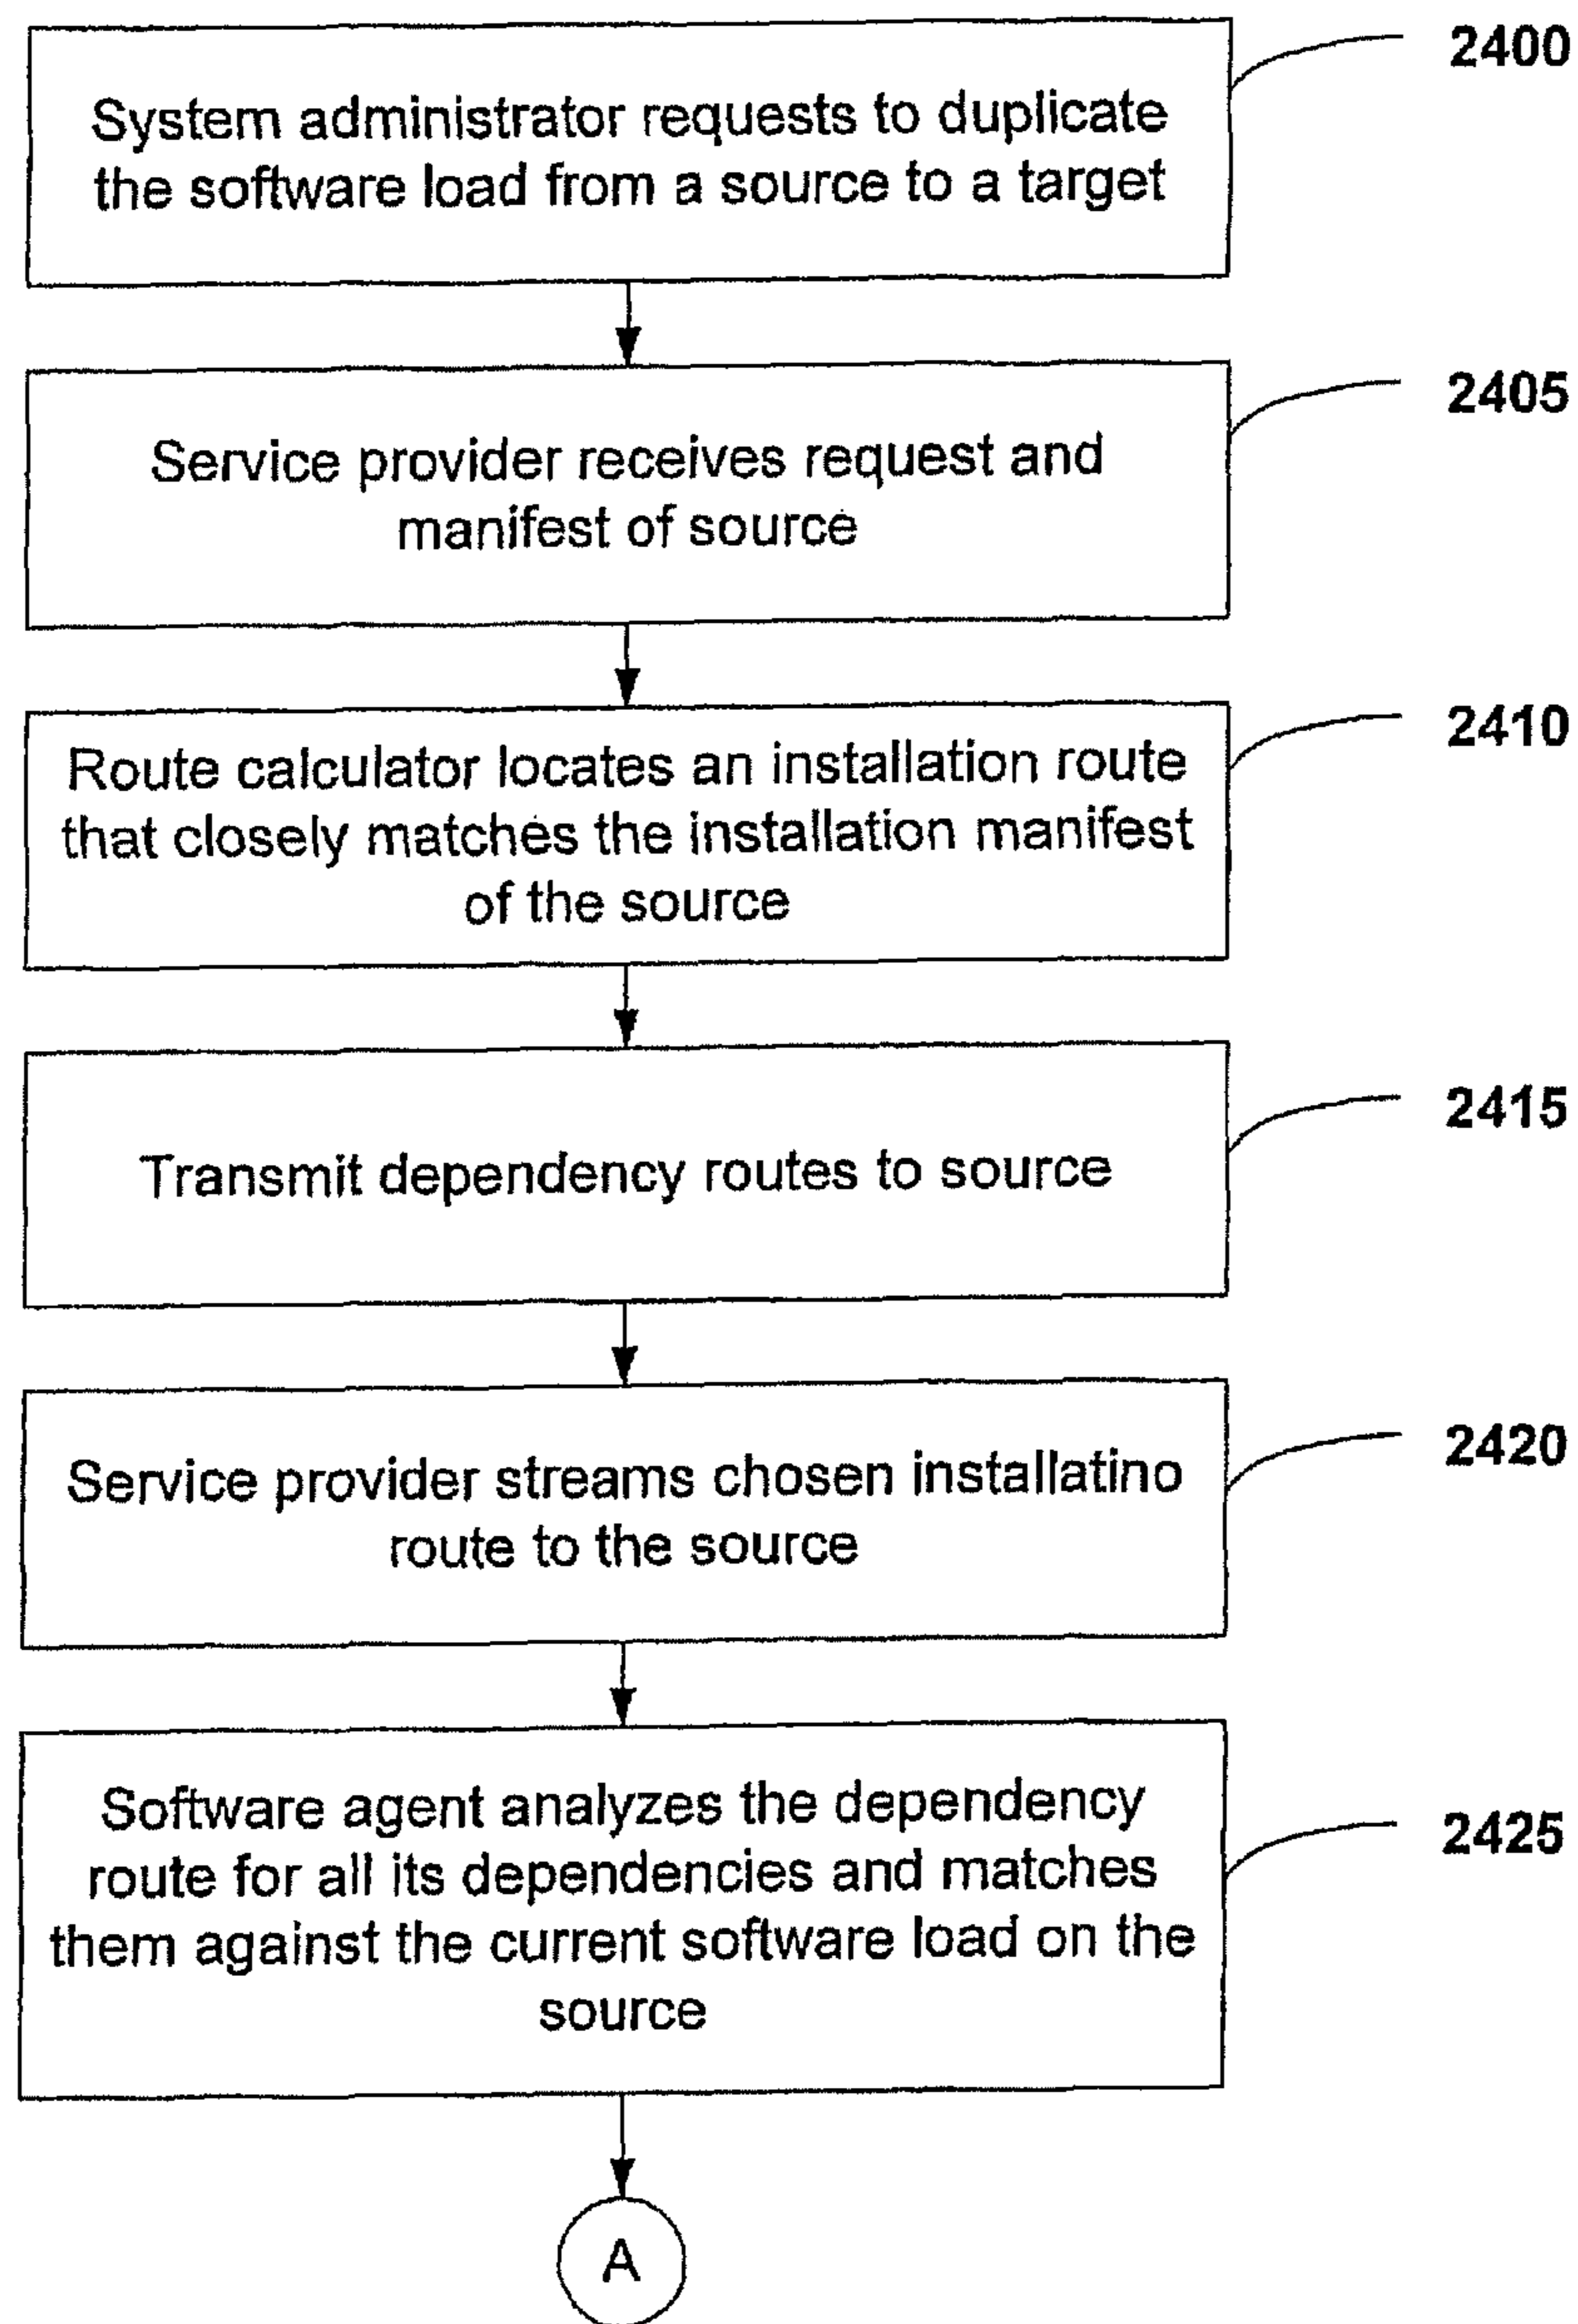 2400
System administrator requests to duplicate
the software load from a source to a target
2405
Service provider receives request and
manifest of source
2410
Route calculator locates an installation route
that closely matches the installation manifest
of the source
2415
Transmit dependency routes to source
2420
Service provider streams chosen installatino
route to the source
2425
Software agent analyzes the dependency
route for all its dependencies and matches
them against the current software load on the
source
A